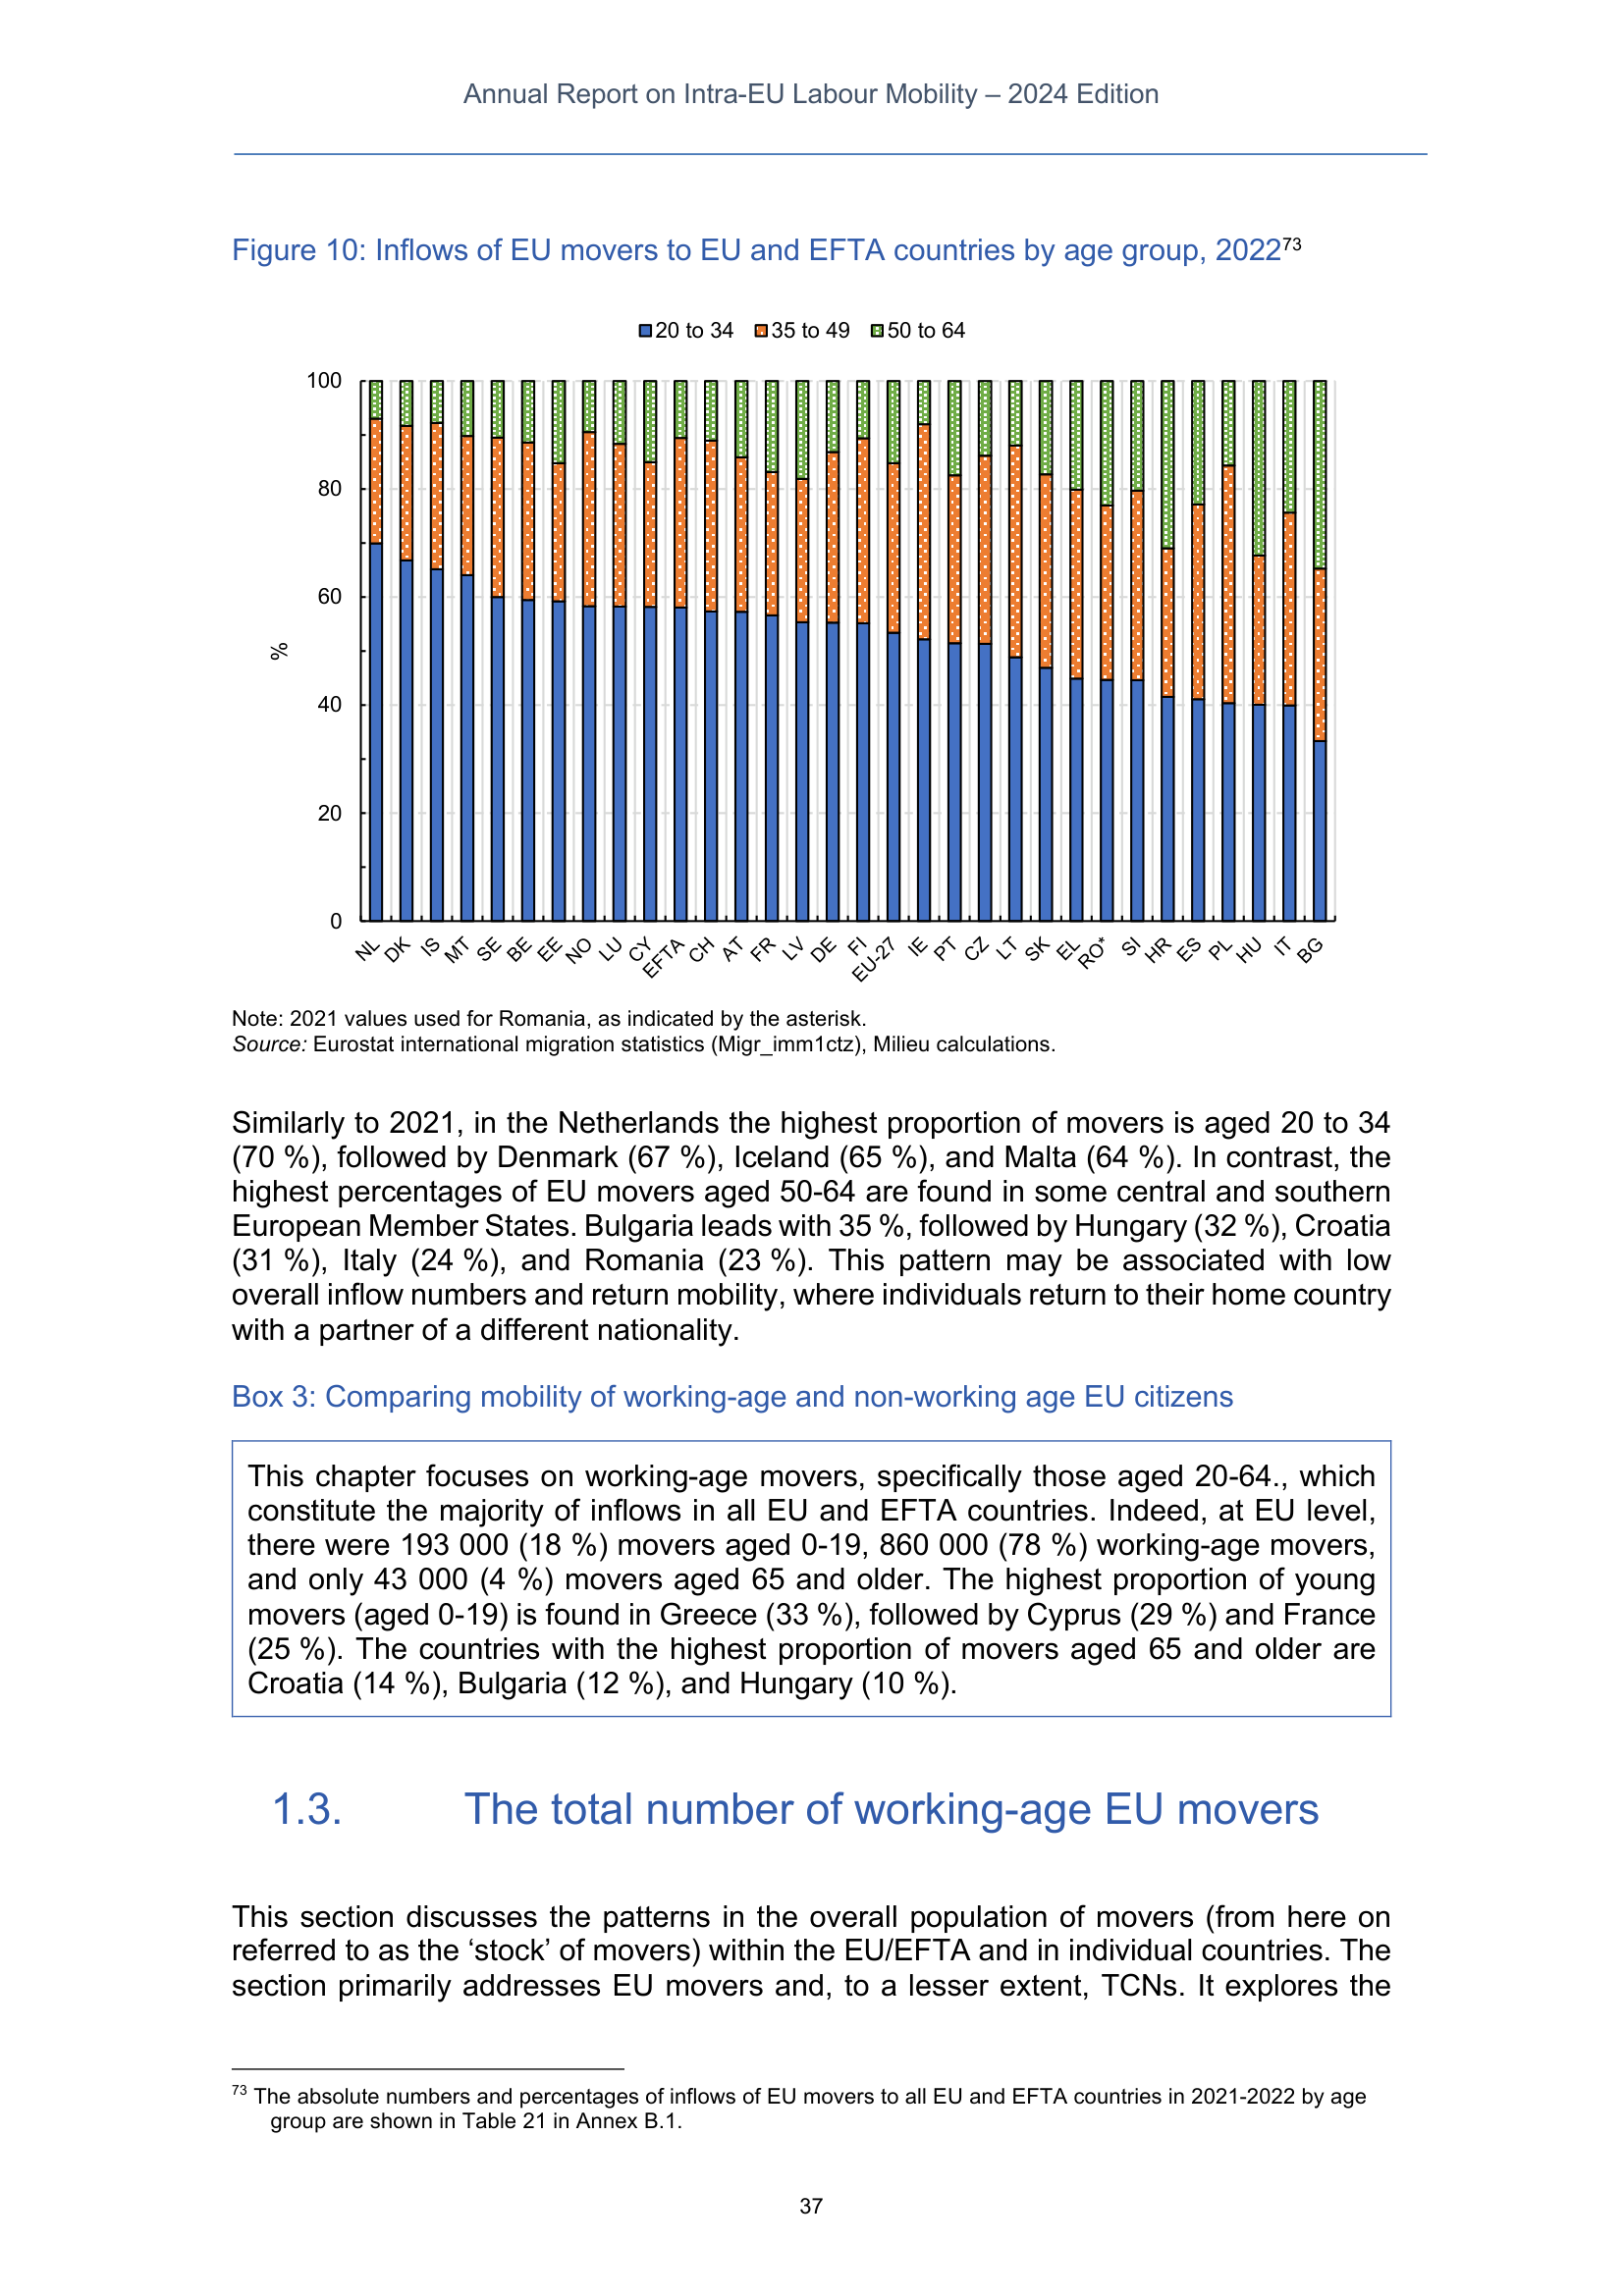 Annual Report on Intra-EU Labour Mobility – 2024 Edition
Figure 10: Inflows of EU movers to EU and EFTA countries by age group, 2022⁷³
20 to 34 35 to 49 50 to 64
100
80
60
40
20
0
%
NL DK IS MT SE BE EE NO LU CY EFTA CH AT FR LV DE FI EU-27 IE PT CZ LT SK EL RO* SI HR ES PL HU IT BG
Note: 2021 values used for Romania, as indicated by the asterisk.
Source: Eurostat international migration statistics (Migr_imm1ctz), Milieu calculations.
Similarly to 2021, in the Netherlands the highest proportion of movers is aged 20 to 34
(70 %), followed by Denmark (67 %), Iceland (65 %), and Malta (64 %). In contrast, the
highest percentages of EU movers aged 50-64 are found in some central and southern
European Member States. Bulgaria leads with 35 %, followed by Hungary (32 %), Croatia
(31 %), Italy (24 %), and Romania (23 %). This pattern may be associated with low
overall inflow numbers and return mobility, where individuals return to their home country
with a partner of a different nationality.
Box 3: Comparing mobility of working-age and non-working age EU citizens
This chapter focuses on working-age movers, specifically those aged 20-64., which
constitute the majority of inflows in all EU and EFTA countries. Indeed, at EU level,
there were 193 000 (18 %) movers aged 0-19, 860 000 (78 %) working-age movers,
and only 43 000 (4 %) movers aged 65 and older. The highest proportion of young
movers (aged 0-19) is found in Greece (33 %), followed by Cyprus (29 %) and France
(25 %). The countries with the highest proportion of movers aged 65 and older are
Croatia (14 %), Bulgaria (12 %), and Hungary (10 %).
1.3. The total number of working-age EU movers
This section discusses the patterns in the overall population of movers (from here on
referred to as the ‘stock’ of movers) within the EU/EFTA and in individual countries. The
section primarily addresses EU movers and, to a lesser extent, TCNs. It explores the
⁷³ The absolute numbers and percentages of inflows of EU movers to all EU and EFTA countries in 2021-2022 by age
group are shown in Table 21 in Annex B.1.
37